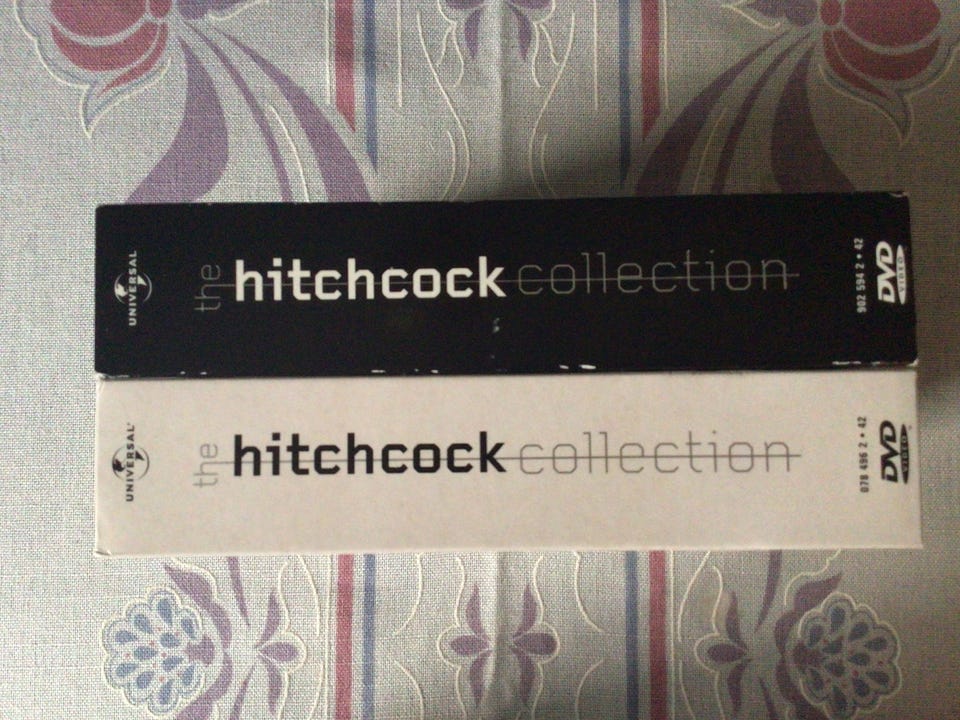 UNIVERSAL
the hitchcock collection
902 594 2 • 42
DVD
VIDEO
UNIVERSAL
the hitchcock collection
078 496 2 • 42
DVD
VIDEO